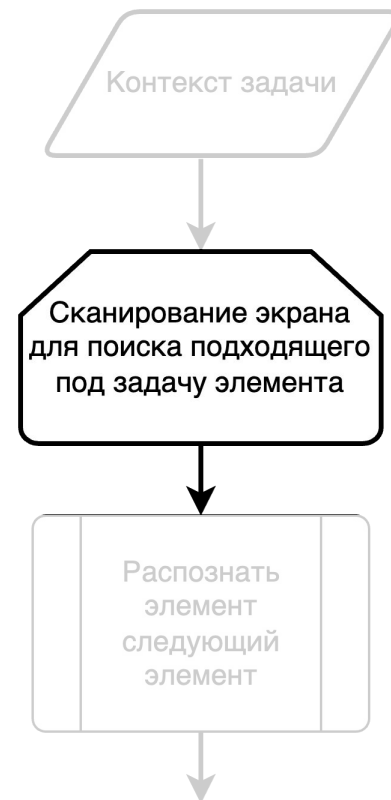 Контекст задачи
Сканирование экрана
для поиска подходящего
под задачу элемента
Распознать
элемент
следующий
элемент